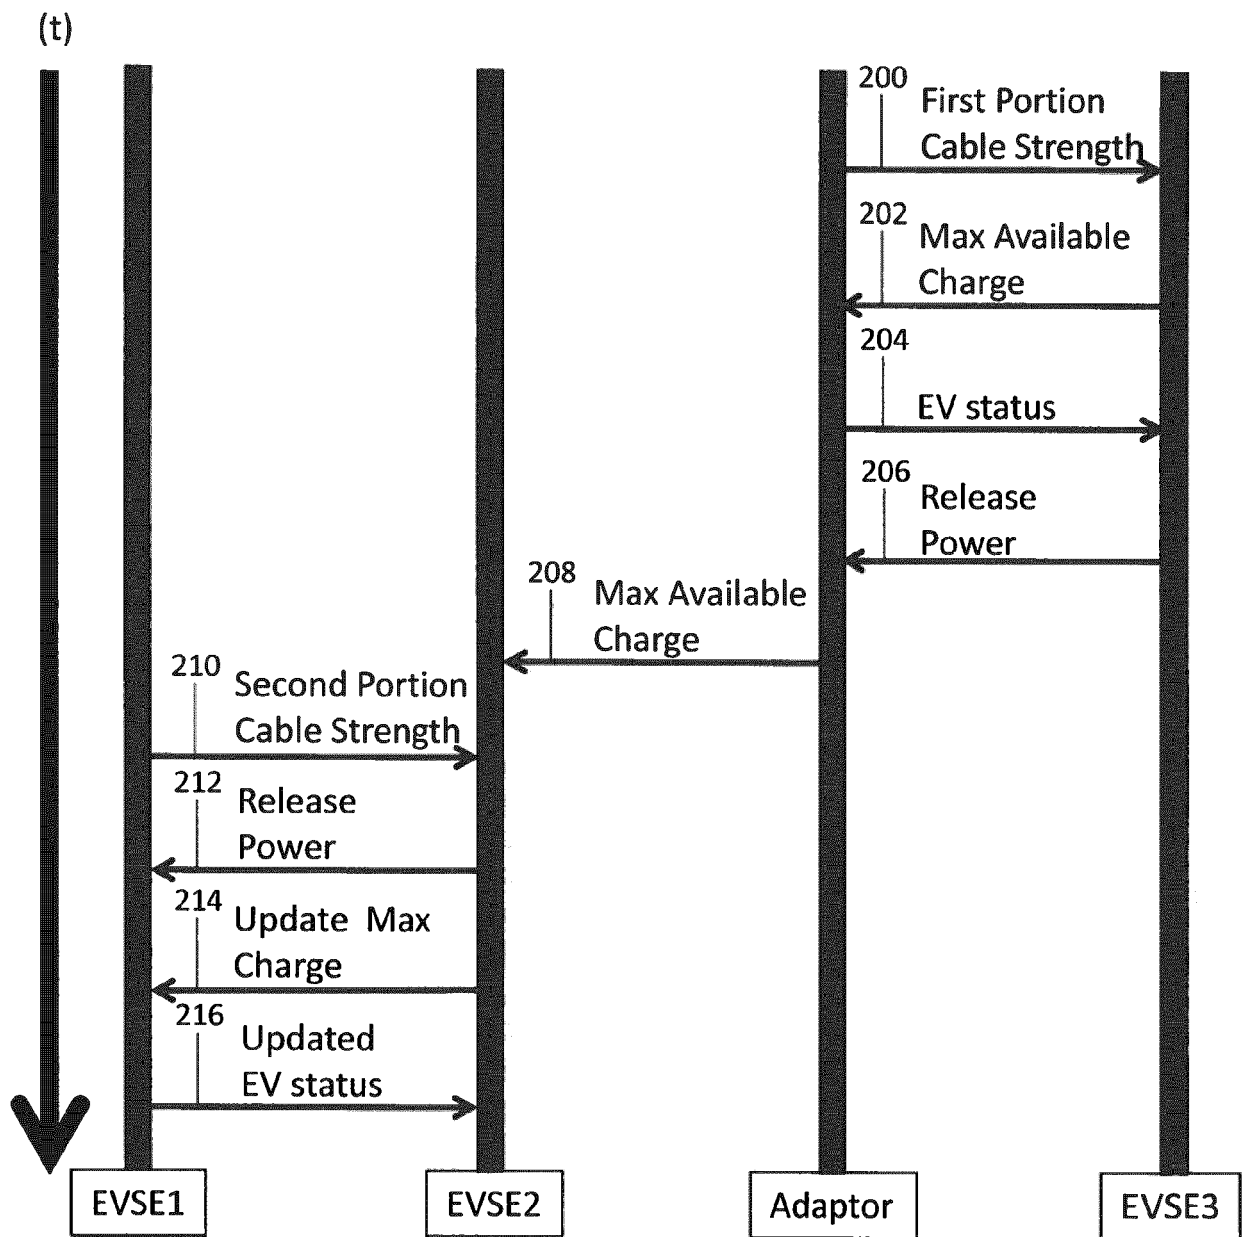 (t)
200
First Portion
Cable Strength
202
Max Available
Charge
204
EV status
206
Release
Power
208
Max Available
Charge
210
Second Portion
Cable Strength
212
Release
Power
214
Update Max
Charge
216
Updated
EV status
EVSE1
EVSE2
Adaptor
EVSE3